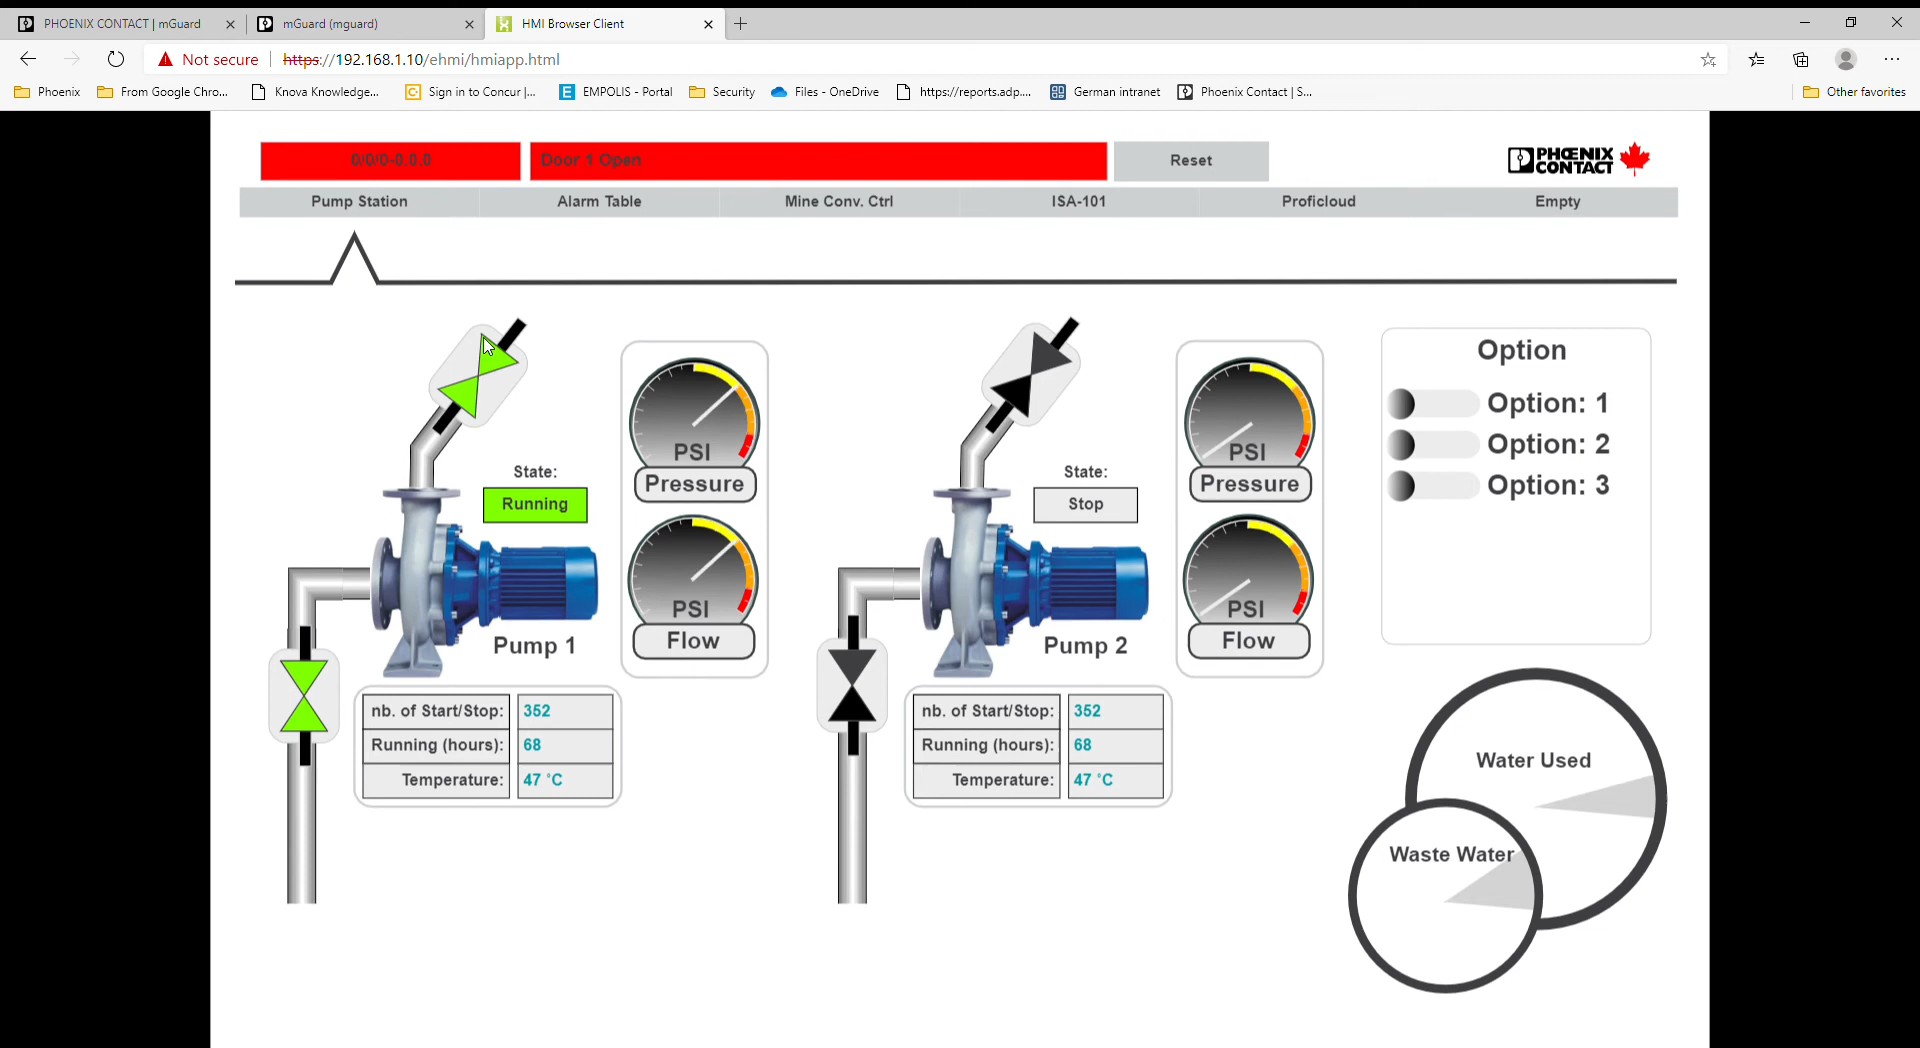 PHOENIX CONTACT | mGuard
mGuard (mguard)
HMI Browser Client
Not secure
https://192.168.1.10/ehmi/hmiapp.html
Phoenix
From Google Chro...
Knova Knowledge...
Sign in to Concur |...
EMPOLIS - Portal
Security
Files - OneDrive
https://reports.adp....
German intranet
Phoenix Contact | S...
Other favorites
0/0/0-0.0.0
Door 1 Open
Reset
PHŒNIX
CONTACT
Pump Station
Alarm Table
Mine Conv. Ctrl
ISA-101
Proficloud
Empty
State:
Running
Pump 1
PSI
Pressure
PSI
Flow
nb. of Start/Stop: 352
Running (hours): 68
Temperature: 47 °C
State:
Stop
Pump 2
PSI
Pressure
PSI
Flow
nb. of Start/Stop: 352
Running (hours): 68
Temperature: 47 °C
Option
Option: 1
Option: 2
Option: 3
Water Used
Waste Water